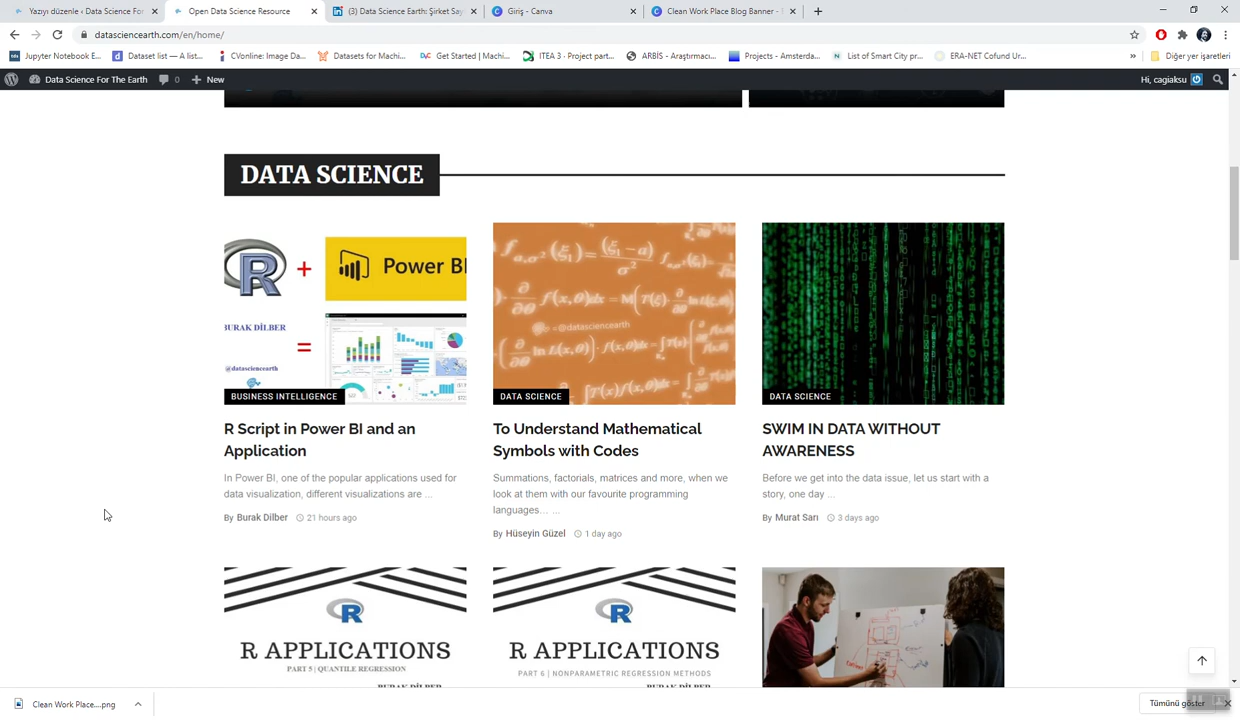 Yazıyı düzenle ‹ Data Science For
Open Data Science Resource
(3) Data Science Earth: Şirket Say
Giriş - Canva
Clean Work Place Blog Banner -
datascienceearth.com/en/home/
Jupyter Notebook E...
Dataset list — A list...
CVonline: Image Da...
Datasets for Machi...
Get Started | Machi...
ITEA 3 · Project part...
ARBİS - Araştırmacı...
Projects - Amsterda...
List of Smart City pr...
ERA-NET Cofund Ur...
»
Diğer yer işaretleri
Data Science For The Earth
0
New
Hi, cagiaksu
DATA SCIENCE
R
+
Power BI
BURAK DİLBER
=
@datasciencearth
BUSINESS INTELLIGENCE
@datasciencearth
DATA SCIENCE
DATA SCIENCE
R Script in Power BI and an
Application
In Power BI, one of the popular applications used for
data visualization, different visualizations are ...
By Burak Dilber 21 hours ago
To Understand Mathematical
Symbols with Codes
Summations, factorials, matrices and more, when we
look at them with our favourite programming
languages… ...
By Hüseyin Güzel 1 day ago
SWIM IN DATA WITHOUT
AWARENESS
Before we get into the data issue, let us start with a
story, one day ...
By Murat Sarı 3 days ago
R
R APPLICATIONS
PART 5 | QUANTILE REGRESSION
BURAK DİLBER
R
R APPLICATIONS
PART 6 | NONPARAMETRIC REGRESSION METHODS
BURAK DİLBER
Clean Work Place....png
Tümünü göster